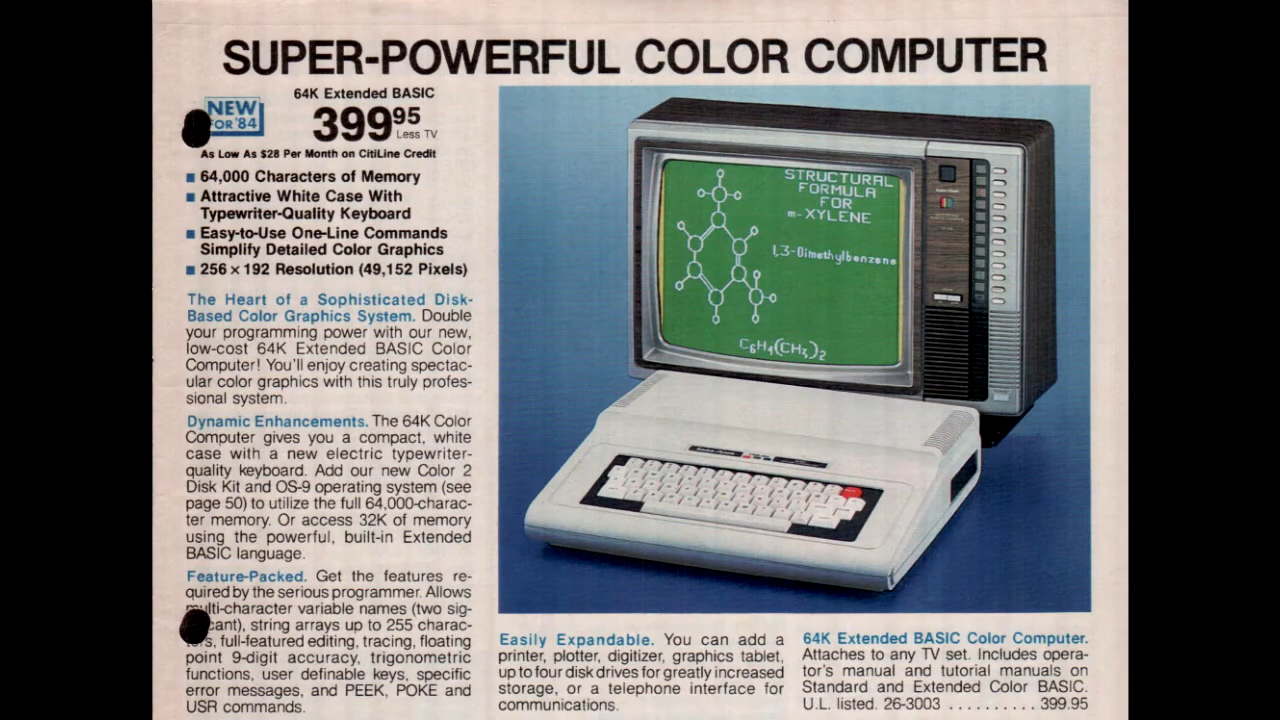 SUPER-POWERFUL COLOR COMPUTER
NEW
FOR '84
64K Extended BASIC
399⁹⁵
Less TV
As Low As $28 Per Month on CitiLine Credit
■ 64,000 Characters of Memory
■ Attractive White Case With
Typewriter-Quality Keyboard
■ Easy-to-Use One-Line Commands
Simplify Detailed Color Graphics
■ 256 × 192 Resolution (49,152 Pixels)
The Heart of a Sophisticated Disk-
Based Color Graphics System. Double
your programming power with our new,
low-cost 64K Extended BASIC Color
Computer! You'll enjoy creating spectac-
ular color graphics with this truly profes-
sional system.
Dynamic Enhancements. The 64K Color
Computer gives you a compact, white
case with a new electric typewriter-
quality keyboard. Add our new Color 2
Disk Kit and OS-9 operating system (see
page 50) to utilize the full 64,000-charac-
ter memory. Or access 32K of memory
using the powerful, built-in Extended
BASIC language.
Feature-Packed. Get the features re-
quired by the serious programmer. Allows
multi-character variable names (two sig-
cant), string arrays up to 255 charac-
ters, full-featured editing, tracing, floating
point 9-digit accuracy, trigonometric
functions, user definable keys, specific
error messages, and PEEK, POKE and
USR commands.
STRUCTURAL
FORMULA
FOR
m-XYLENE
1,3-Dimethylbenzene
C₆H₄(CH₃)₂
Easily Expandable. You can add a
printer, plotter, digitizer, graphics tablet,
up to four disk drives for greatly increased
storage, or a telephone interface for
communications.
64K Extended BASIC Color Computer.
Attaches to any TV set. Includes opera-
tor's manual and tutorial manuals on
Standard and Extended Color BASIC.
U.L. listed. 26-3003 . . . . . . . . . . 399.95